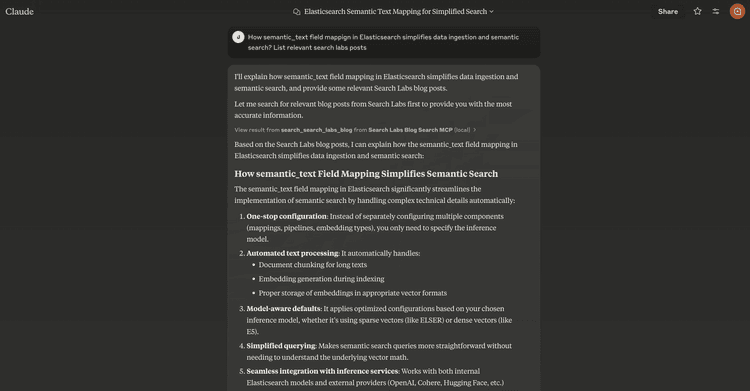 Claude
Elasticsearch Semantic Text Mapping for Simplified Search
Share
J
How semantic_text field mappign in Elasticsearch simplifies data ingestion and semantic
search? List relevant search labs posts
I'll explain how semantic_text field mapping in Elasticsearch simplifies data ingestion and
semantic search, and provide some relevant Search Labs blog posts.
Let me search for relevant blog posts from Search Labs first to provide you with the most
accurate information.
View result from search_search_labs_blog from Search Labs Blog Search MCP (local)
Based on the Search Labs blog posts, I can explain how the semantic_text field mapping in
Elasticsearch simplifies data ingestion and semantic search:
How semantic_text Field Mapping Simplifies Semantic Search
The semantic_text field mapping in Elasticsearch significantly streamlines the
implementation of semantic search by handling complex technical details automatically:
1. One-stop configuration: Instead of separately configuring multiple components
(mappings, pipelines, embedding types), you only need to specify the inference
model.
2. Automated text processing: It automatically handles:
• Document chunking for long texts
• Embedding generation during indexing
• Proper storage of embeddings in appropriate vector formats
3. Model-aware defaults: It applies optimized configurations based on your chosen
inference model, whether it's using sparse vectors (like ELSER) or dense vectors (like
E5).
4. Simplified querying: Makes semantic search queries more straightforward without
needing to understand the underlying vector math.
5. Seamless integration with inference services: Works with both internal
Elasticsearch models and external providers (OpenAI, Cohere, Hugging Face, etc.)